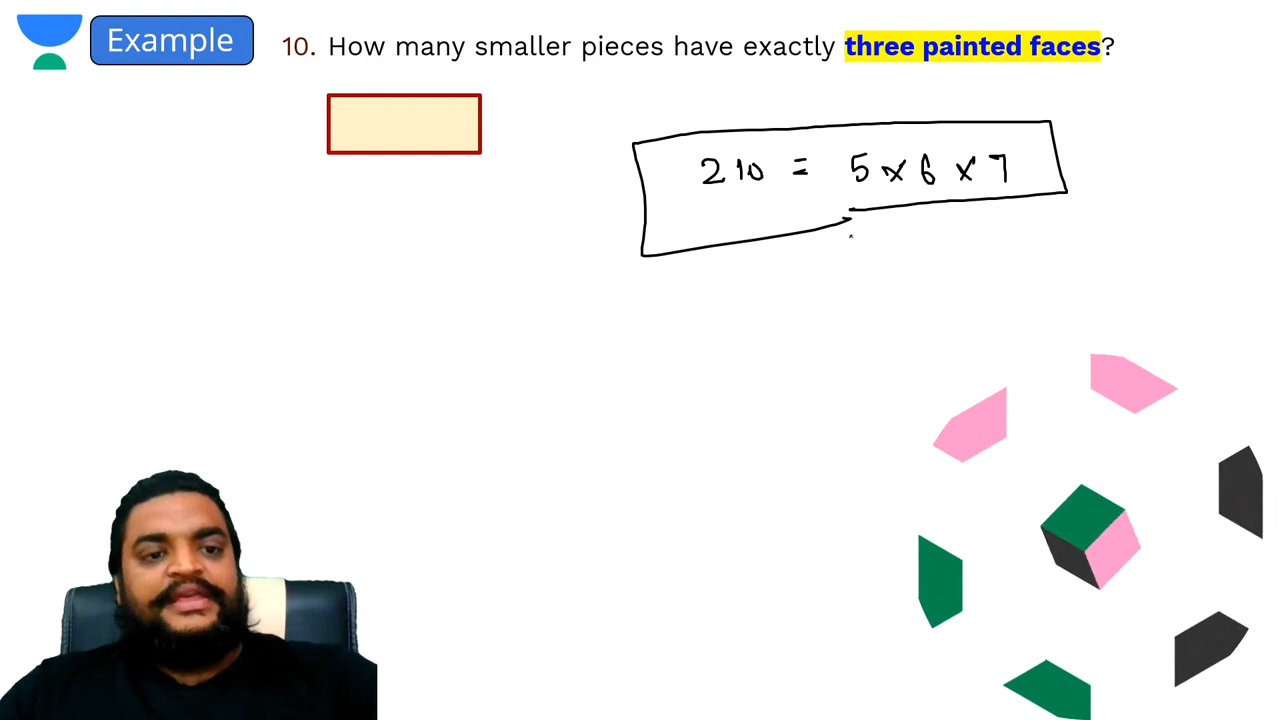 Example
10. How many smaller pieces have exactly three painted faces?
210 = 5 x 6 x 7